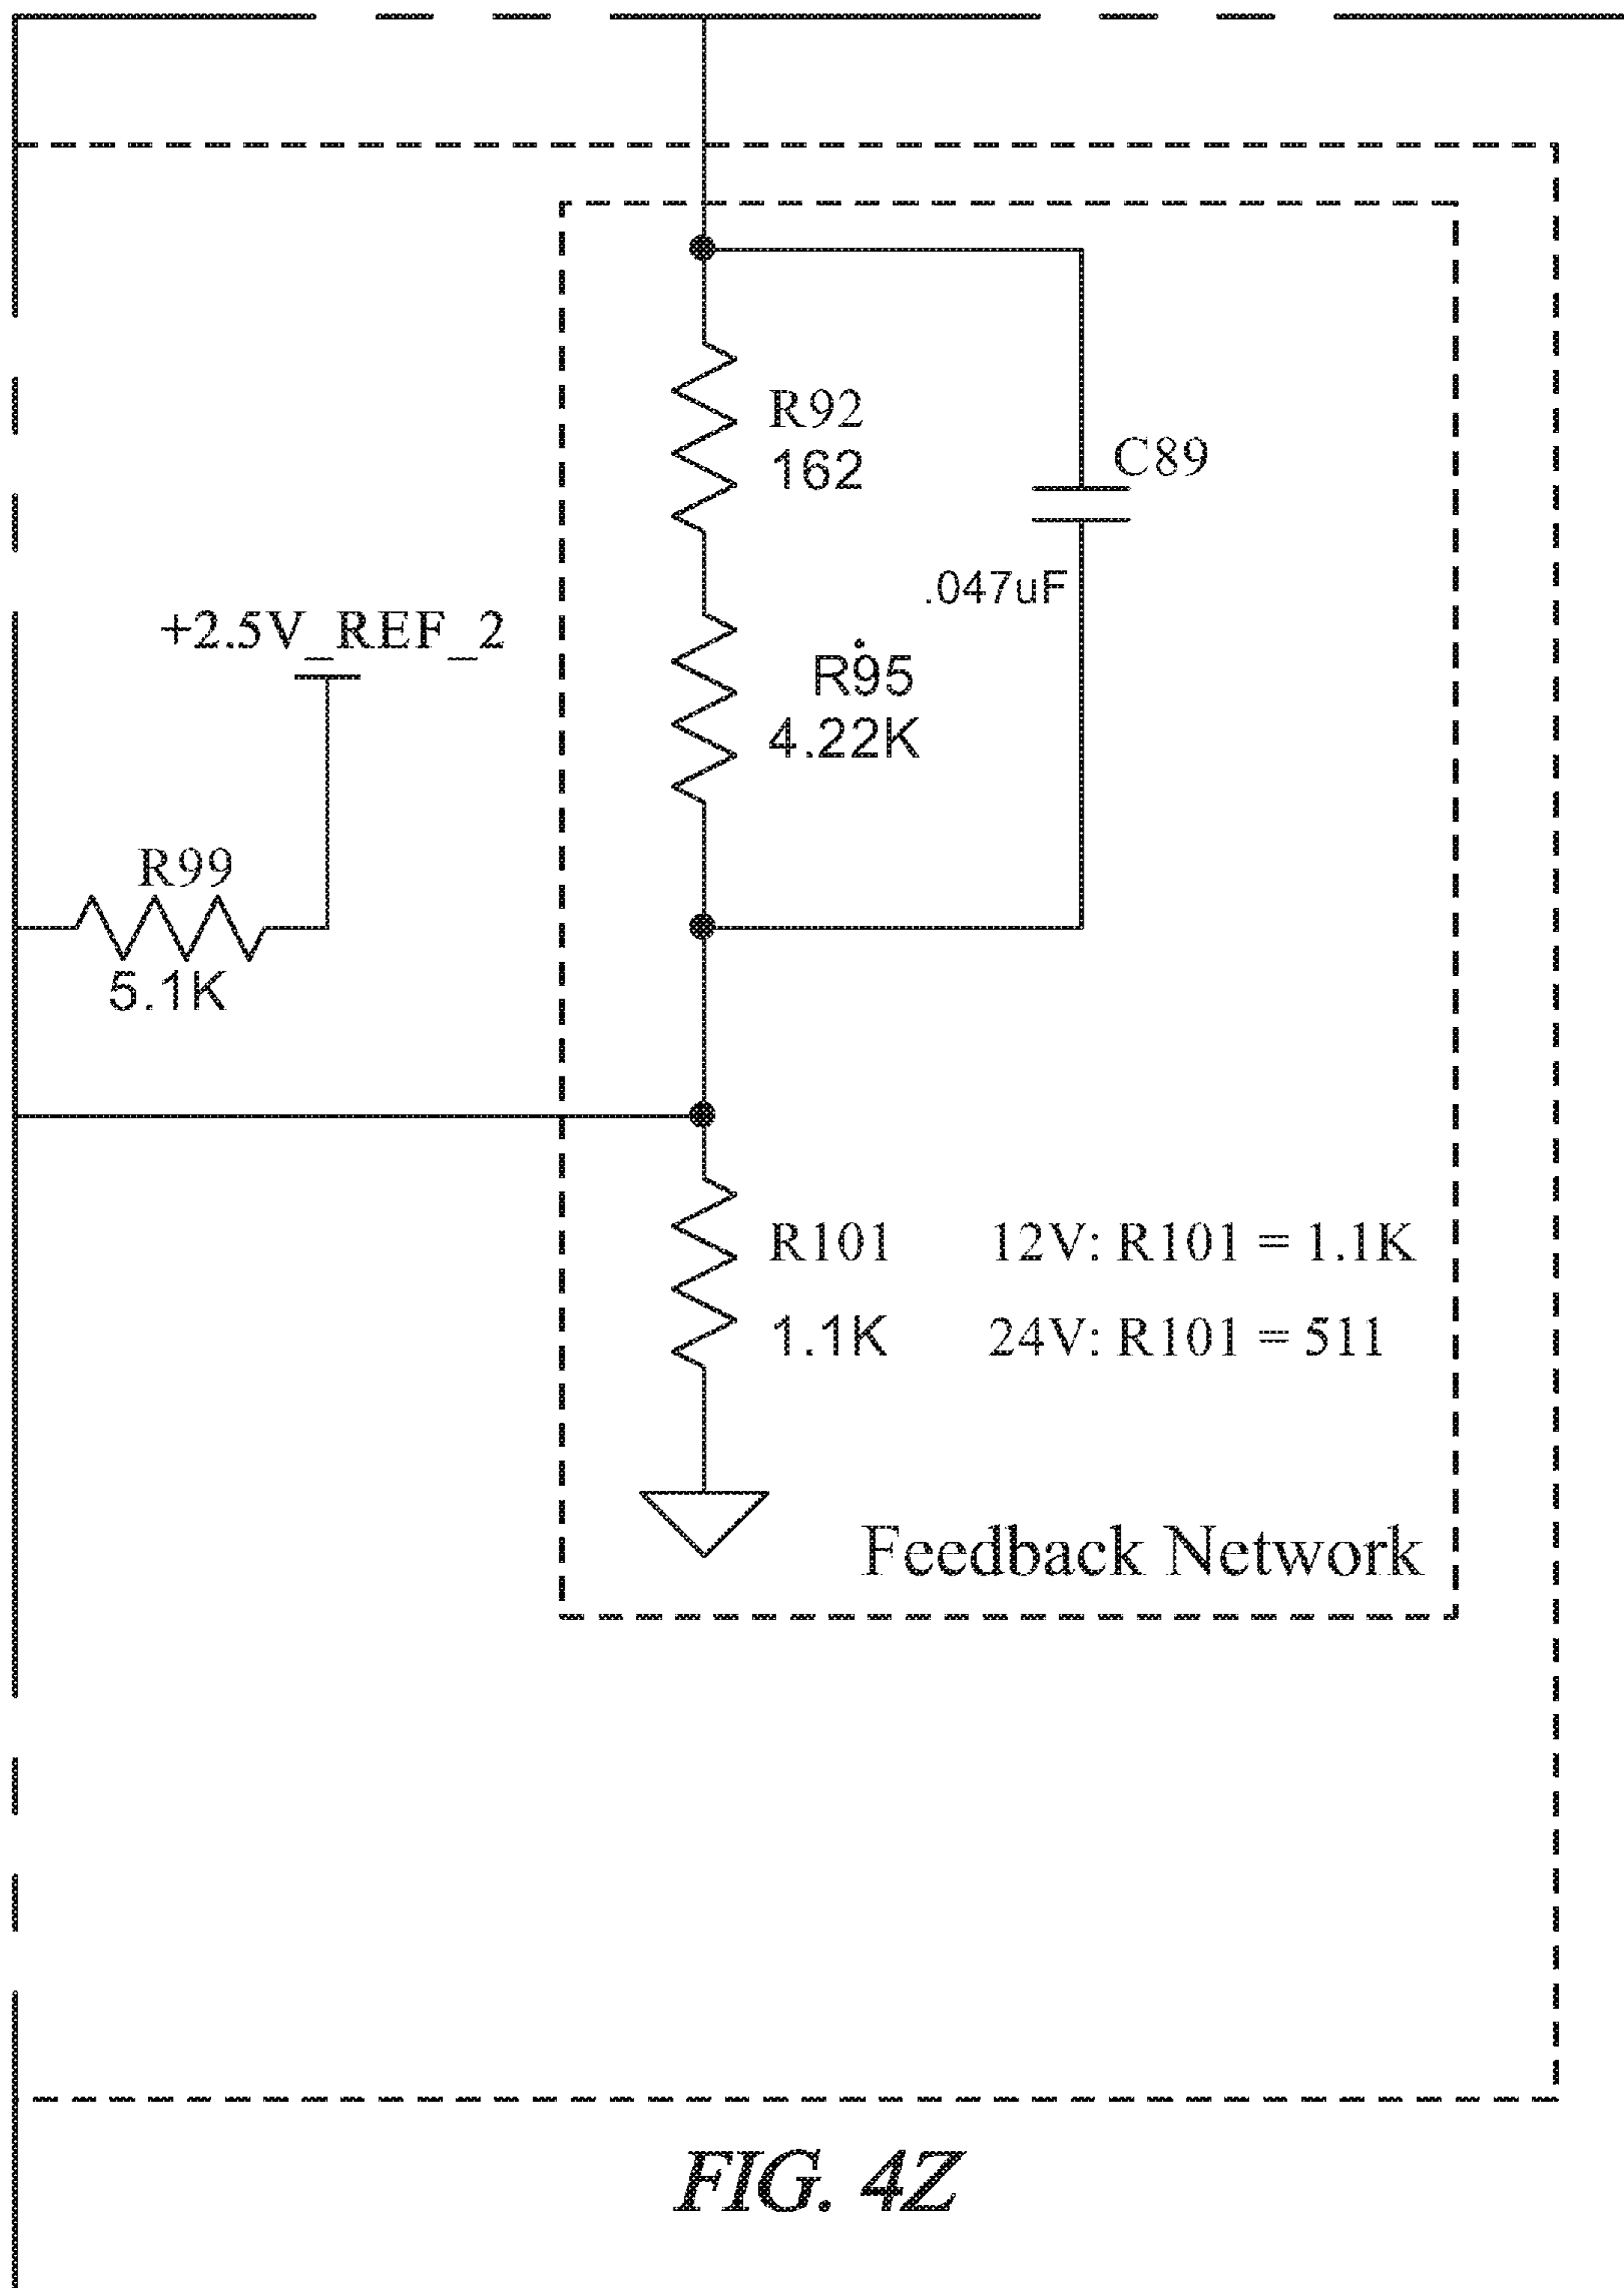 R92
162
C89
.047uF
+2.5V_REF_2
R95
4.22K
R99
5.1K
R101
1.1K
12V: R101 = 1.1K
24V: R101 = 511
Feedback Network
FIG. 4Z